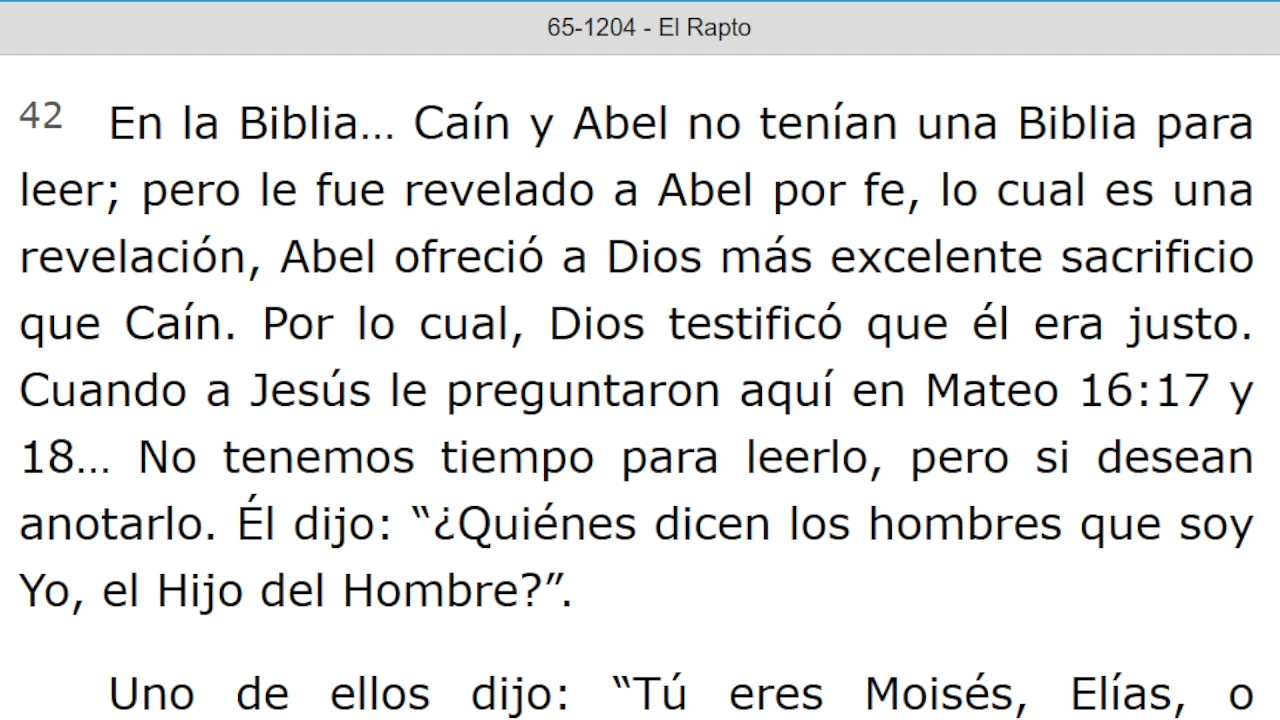 65-1204 - El Rapto
42 En la Biblia... Caín y Abel no tenían una Biblia para
leer; pero le fue revelado a Abel por fe, lo cual es una
revelación, Abel ofreció a Dios más excelente sacrificio
que Caín. Por lo cual, Dios testificó que él era justo.
Cuando a Jesús le preguntaron aquí en Mateo 16:17 y
18... No tenemos tiempo para leerlo, pero si desean
anotarlo. Él dijo: “¿Quiénes dicen los hombres que soy
Yo, el Hijo del Hombre?”.
Uno de ellos dijo: “Tú eres Moisés, Elías, o